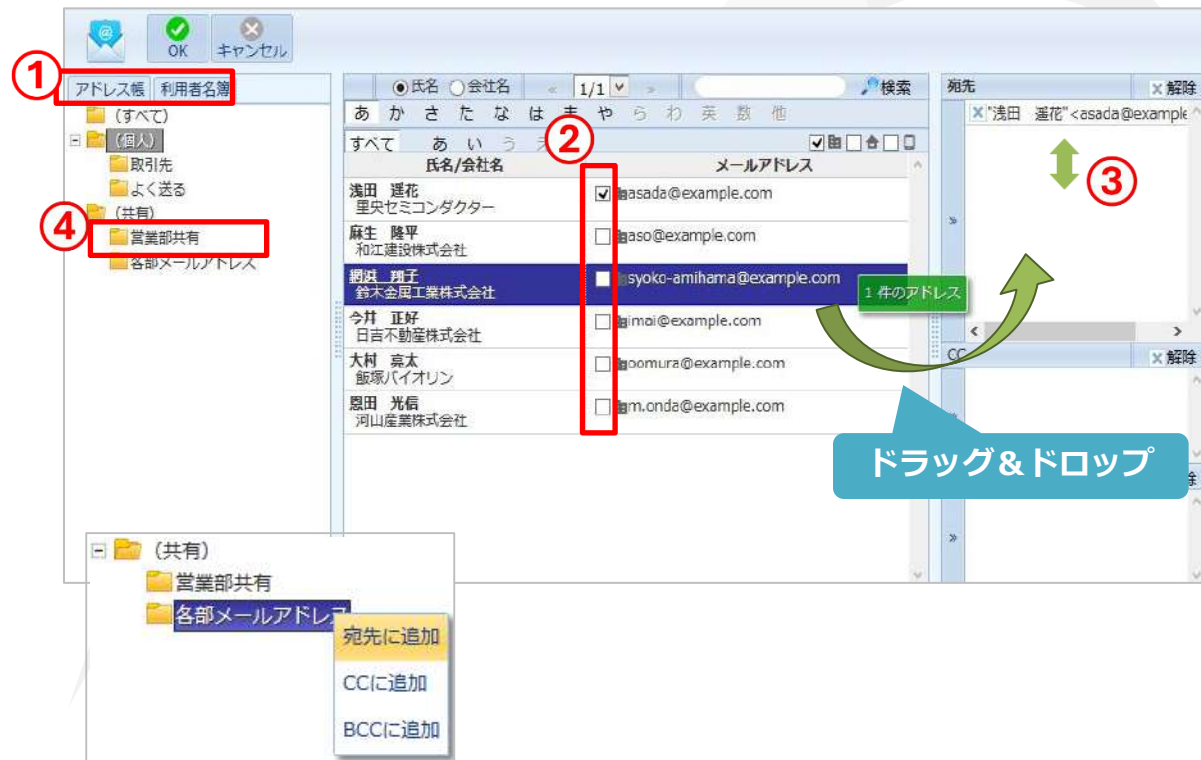 OK キャンセル
①
アドレス帳 利用者名簿
(すべて)
(個人)
取引先
よく送る
(共有)
④
営業部共有
各部メールアドレス
氏名 会社名 « 1/1 » 検索
あ か さ た な は ま や ら わ 英 数 他
すべて あ い う
②
氏名/会社名 メールアドレス
浅田 遥花
里央セミコンダクター
asada@example.com
麻生 隆平
和江建設株式会社
aso@example.com
網浜 翔子
鈴木金属工業株式会社
syoko-amihama@example.com
今井 正好
日吉不動産株式会社
imai@example.com
大村 亮太
飯塚バイオリン
oomura@example.com
恩田 光信
河山産業株式会社
m.onda@example.com
1 件のアドレス
宛先 × 解除
× "浅田 遥花"<asada@example
③
»
CC × 解除
»
除
»
ドラッグ&ドロップ
(共有)
営業部共有
各部メールアドレス
宛先に追加
CCに追加
BCCに追加